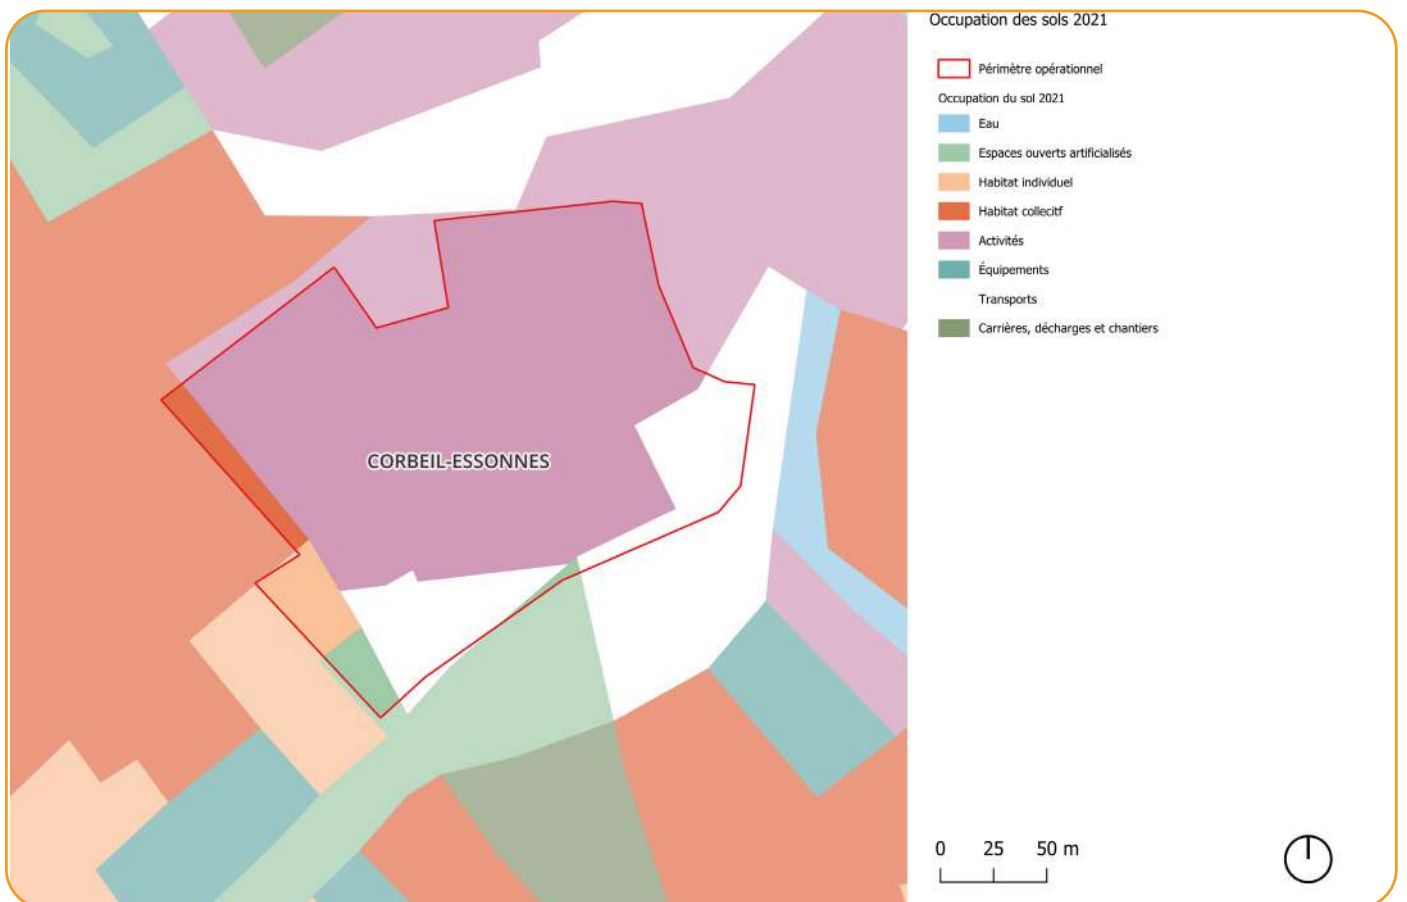 Occupation des sols 2021
Périmètre opérationnel
Occupation du sol 2021
Eau
Espaces ouverts artificialisés
Habitat individuel
Habitat collecitf
Activités
Équipements
Transports
Carrières, décharges et chantiers
CORBEIL-ESSONNES
0 25 50 m